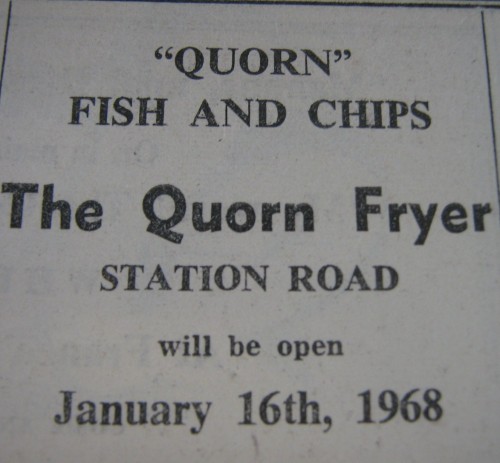 “QUORN”
FISH AND CHIPS
The Quorn Fryer
STATION ROAD
will be open
January 16th, 1968